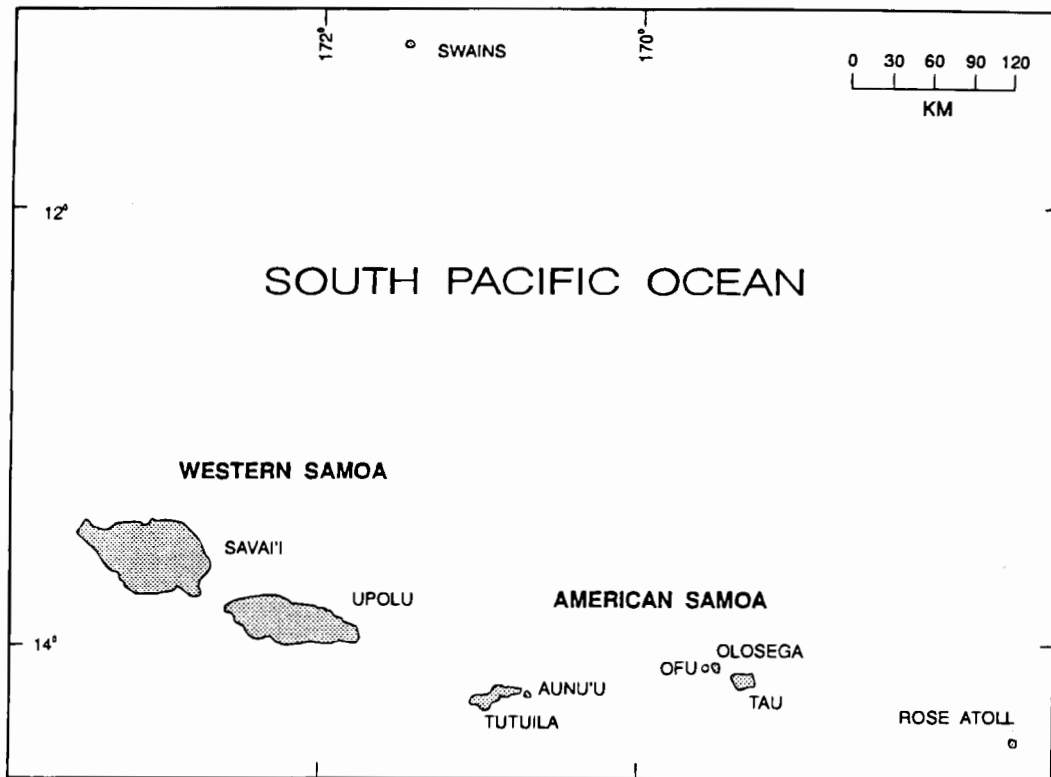 172°
170°
SWAINS
0 30 60 90 120
KM
12°
SOUTH PACIFIC OCEAN
WESTERN SAMOA
SAVAI'I
UPOLU
AMERICAN SAMOA
14°
OLOSEGA
OFU
AUNU'U
TAU
TUTUILA
ROSE ATOLL